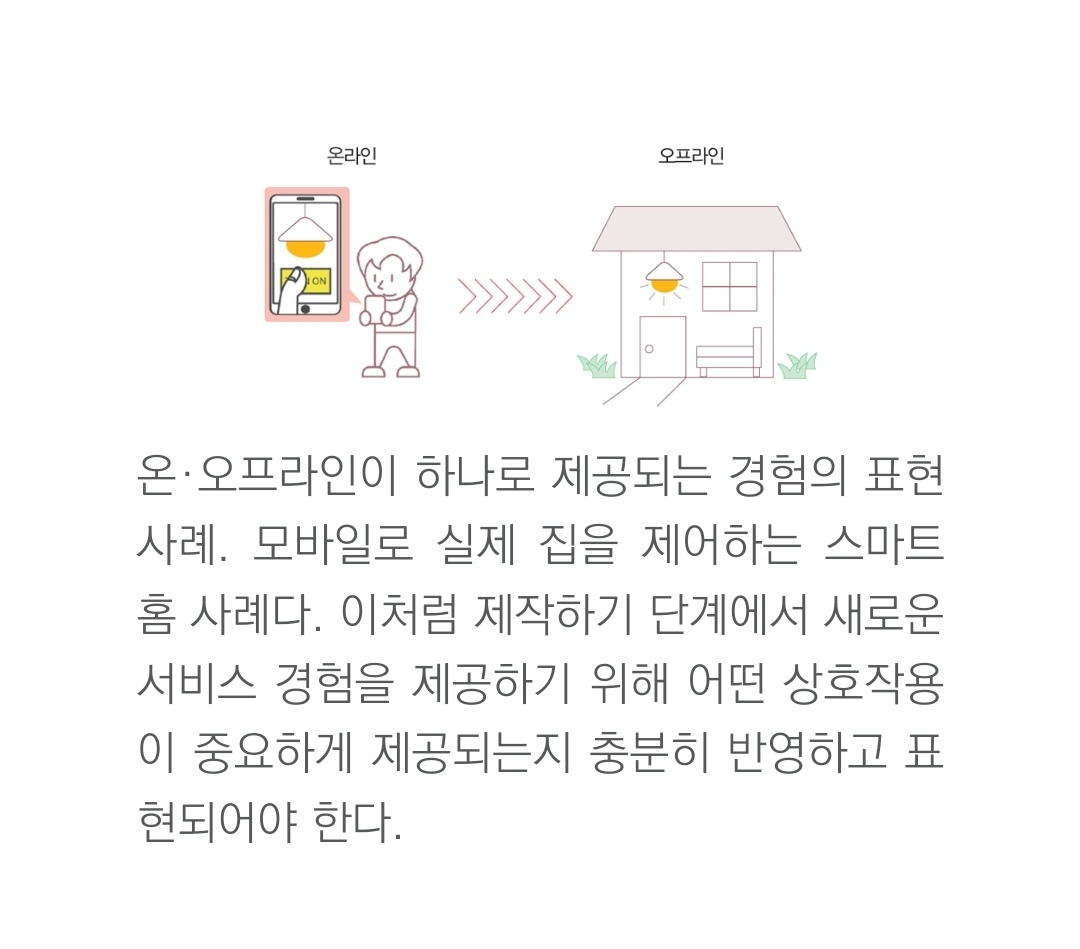 온라인
오프라인
N ON
온·오프라인이 하나로 제공되는 경험의 표현
사례. 모바일로 실제 집을 제어하는 스마트
홈 사례다. 이처럼 제작하기 단계에서 새로운
서비스 경험을 제공하기 위해 어떤 상호작용
이 중요하게 제공되는지 충분히 반영하고 표
현되어야 한다.